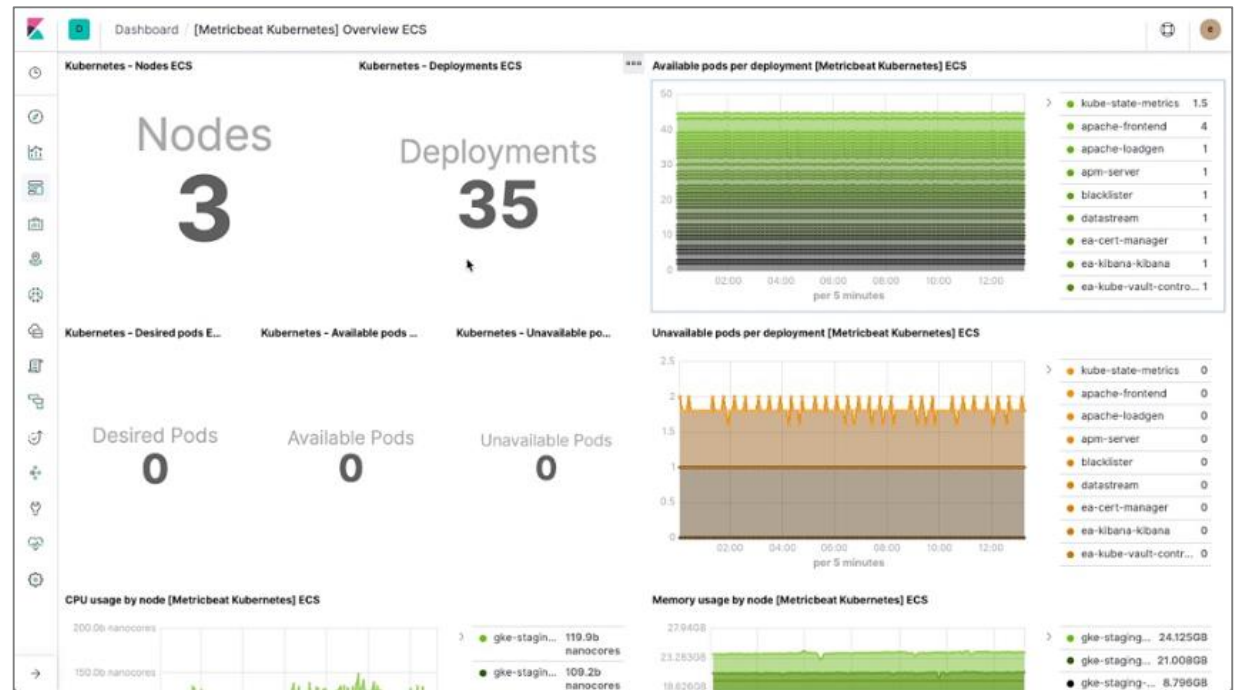 D Dashboard / [Metricbeat Kubernetes] Overview ECS e
Kubernetes - Nodes ECS
Nodes
3
Kubernetes - Deployments ECS
Deployments
35
Available pods per deployment [Metricbeat Kubernetes] ECS
50
40
30
20
10
0
02:00 04:00 06:00 08:00 10:00 12:00
per 5 minutes
kube-state-metrics 1.5
apache-frontend 4
apache-loadgen 1
apm-server 1
blacklister 1
datastream 1
ea-cert-manager 1
ea-kibana-kibana 1
ea-kube-vault-contro... 1
Kubernetes - Desired pods E...
Desired Pods
0
Kubernetes - Available pods ...
Available Pods
0
Kubernetes - Unavailable po...
Unavailable Pods
0
Unavailable pods per deployment [Metricbeat Kubernetes] ECS
2.5
2
1.5
1
0.5
0
02:00 04:00 06:00 08:00 10:00 12:00
per 5 minutes
kube-state-metrics 0
apache-frontend 0
apache-loadgen 0
apm-server 0
blacklister 0
datastream 0
ea-cert-manager 0
ea-kibana-kibana 0
ea-kube-vault-contr... 0
CPU usage by node [Metricbeat Kubernetes] ECS
200.0b nanocores
150.0b nanocores
gke-stagin... 119.9b
nanocores
gke-stagin... 109.2b
nanocores
Memory usage by node [Metricbeat Kubernetes] ECS
27.94GB
23.283GB
18.626GB
gke-staging... 24.125GB
gke-staging... 21.008GB
gke-staging-... 8.796GB